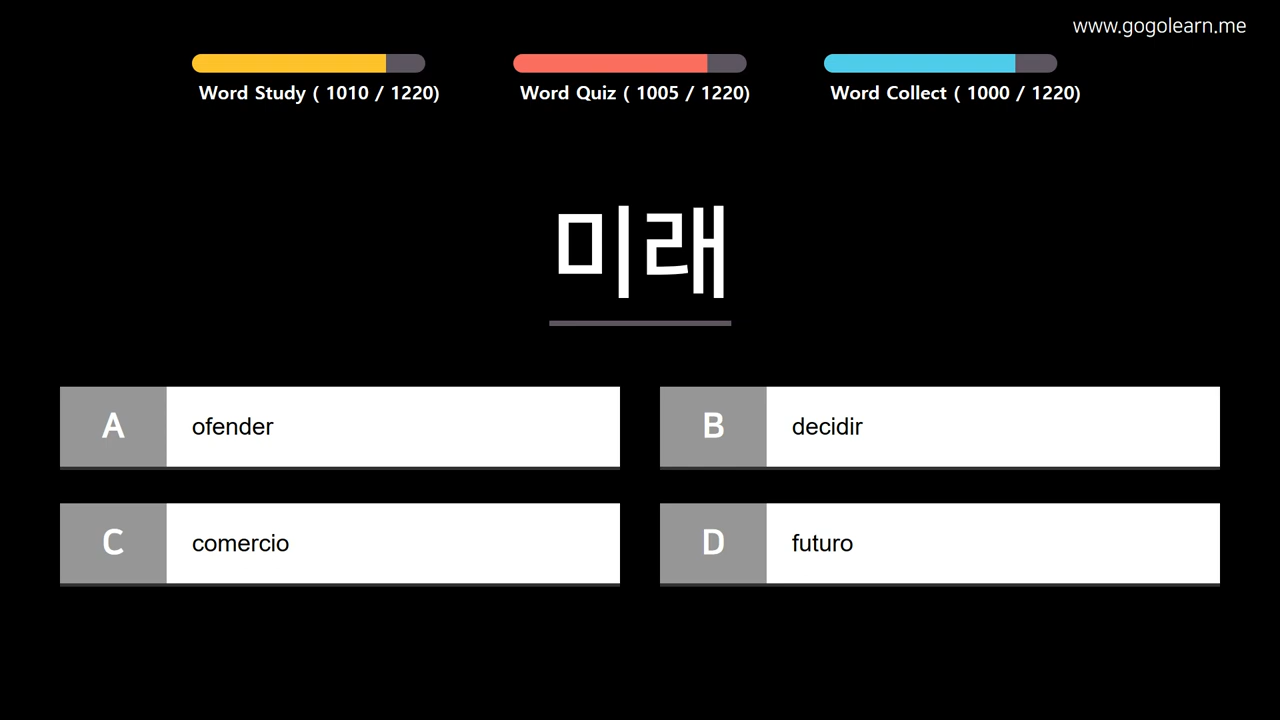 www.gogolearn.me
Word Study ( 1010 / 1220)
Word Quiz ( 1005 / 1220)
Word Collect ( 1000 / 1220)
미래
A ofender
B decidir
C comercio
D futuro